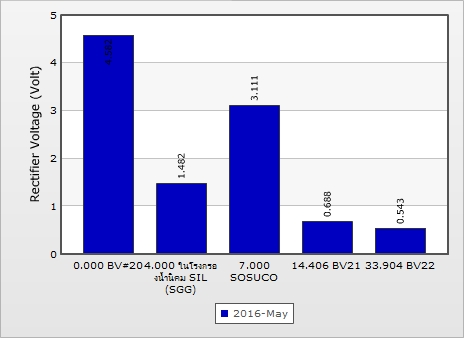 5
4
3
2
1
0
Rectifier Voltage (Volt)
1.482
3.111
0.688
0.543
0.000 BV#20
4.000 ในโรงกรอ
งน้ำนิคม SIL
(SGG)
7.000
SOSUCO
14.406 BV21
33.904 BV22
2016-May